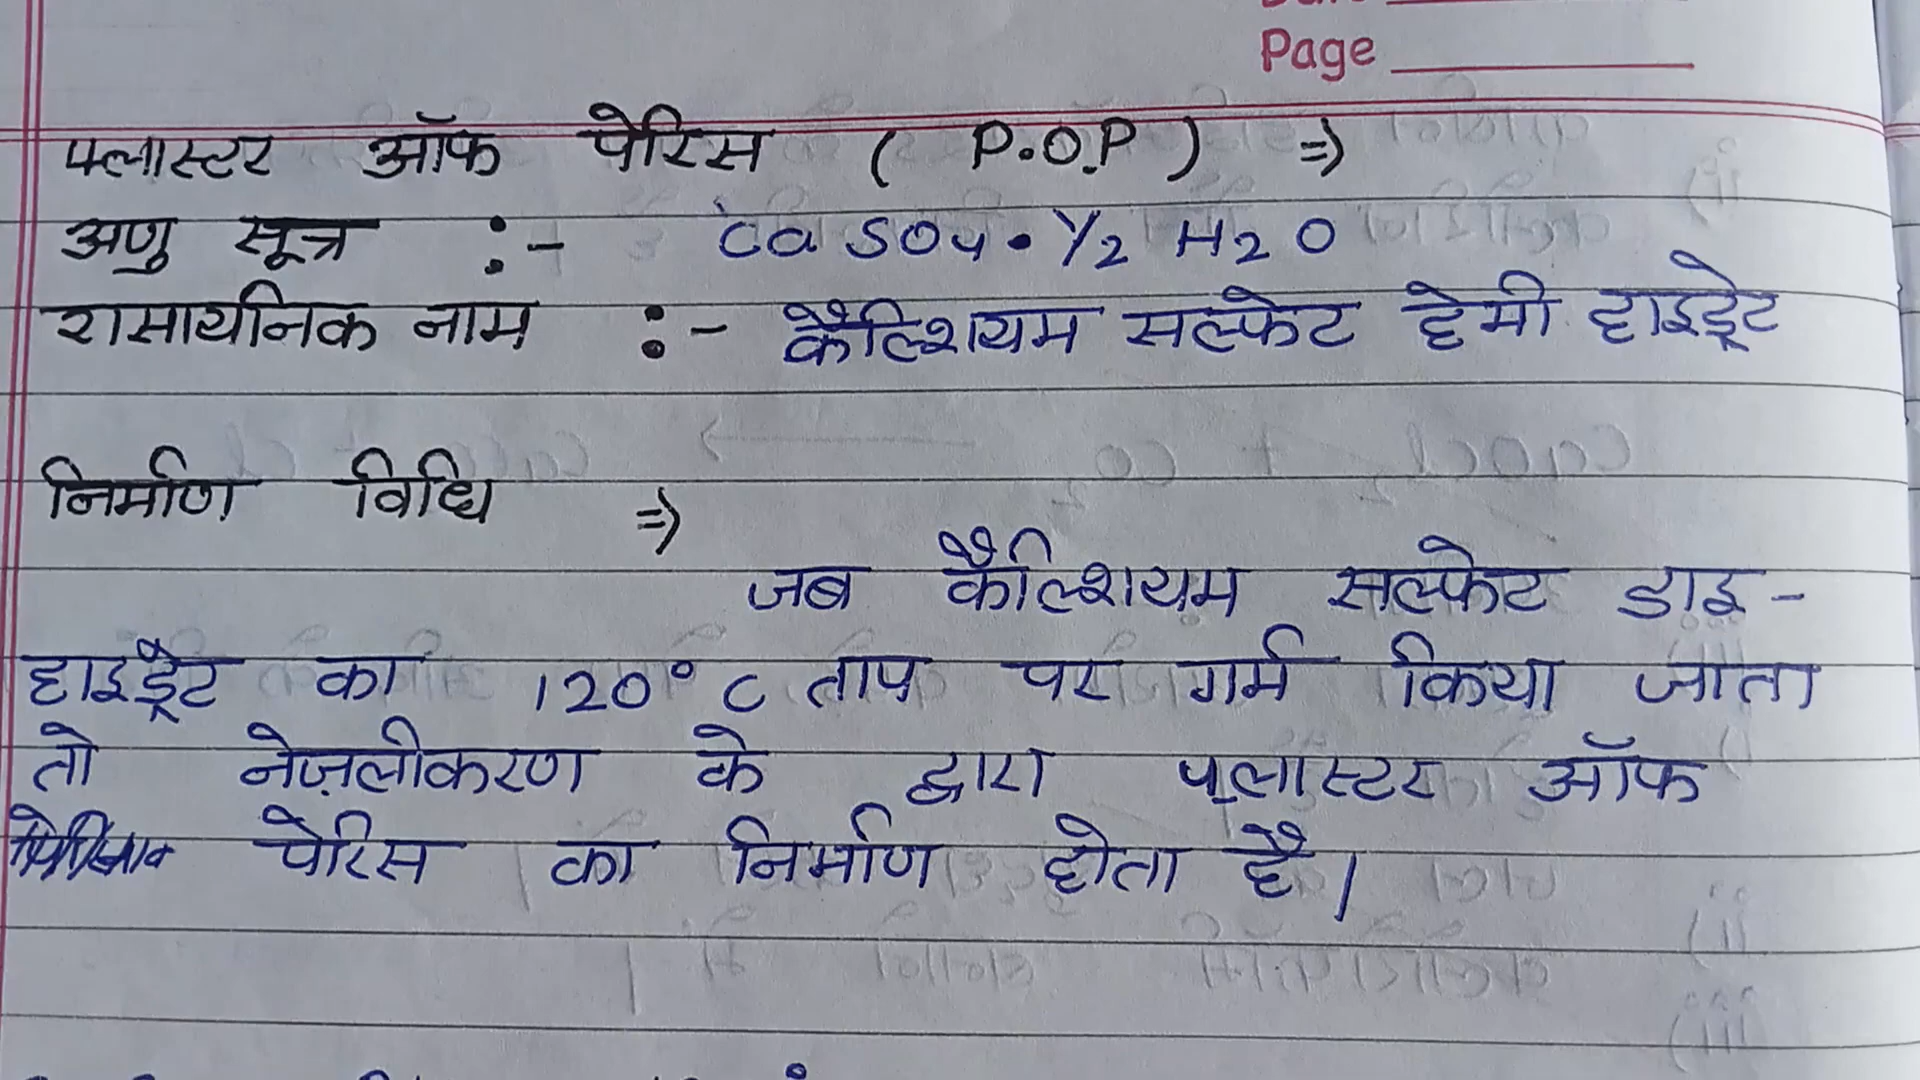 Page
प्लास्टर ऑफ पेरिस ( P.O.P ) =>
अणु सूत्र :- CaSO4.1/2 H2O
रासायनिक नाम :- कैल्शियम सल्फेट हेमी हाइड्रेट
निर्माण विधि =>
जब कैल्शियम सल्फेट डाइ-
हाइड्रेट का 120°C ताप पर गर्म किया जाता
तो नेज़लीकरण के द्वारा प्लास्टर ऑफ
पेरिस का निर्माण होता है।